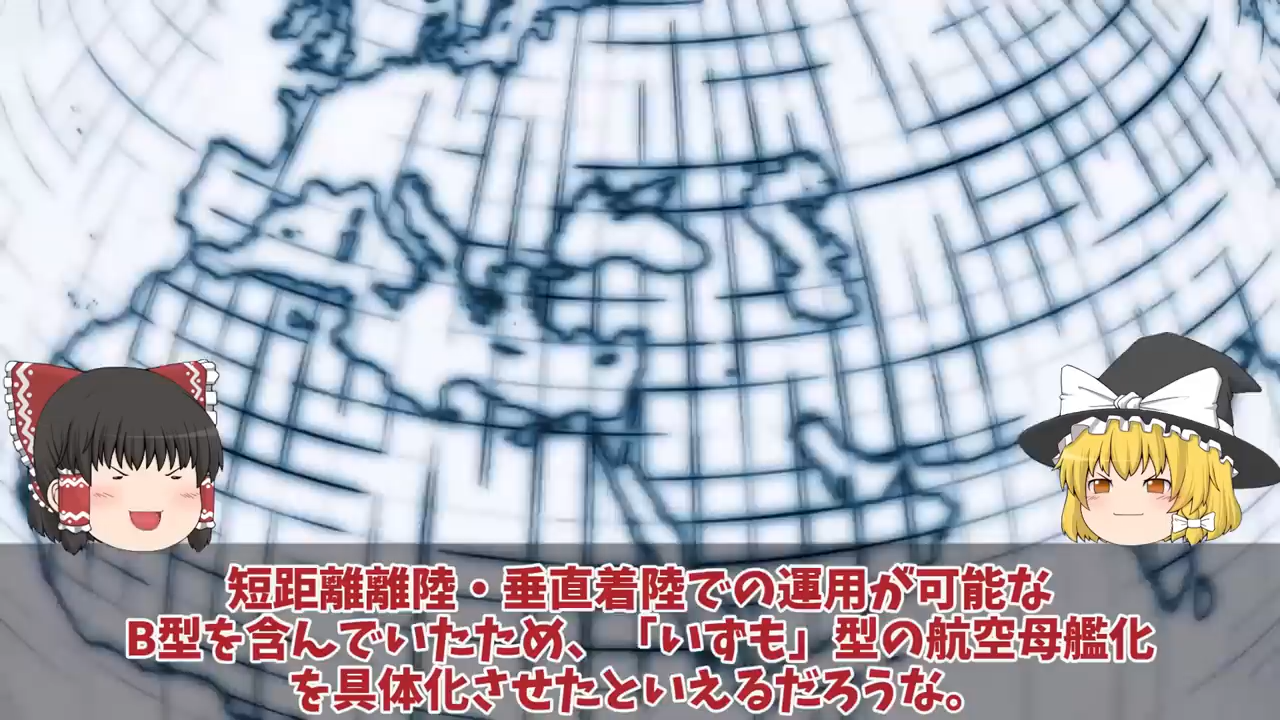 短距離離陸・垂直着陸での運用が可能な
B型を含んでいたため、「いずも」型の航空母艦化
を具体化させたといえるだろうな。